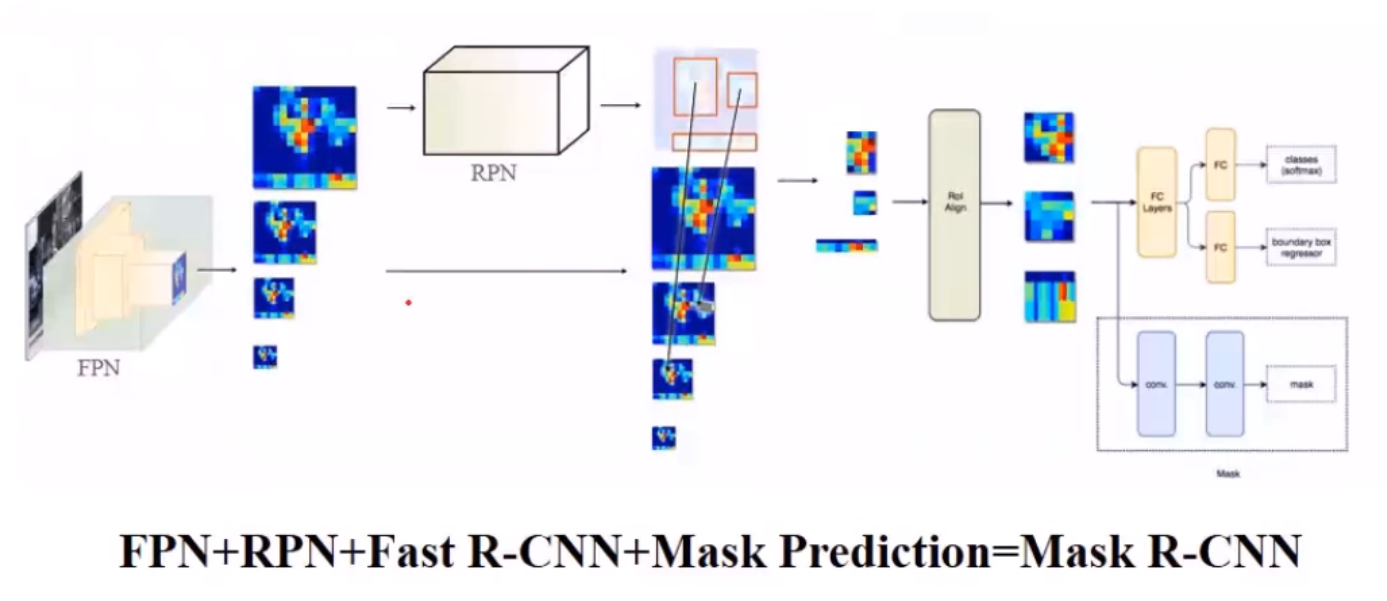 RPN
FPN
RoI
Align
FC
Layers
FC
classes
(softmax)
FC
boundary box
regressor
conv.
conv.
mask
Mask
FPN+RPN+Fast R-CNN+Mask Prediction=Mask R-CNN